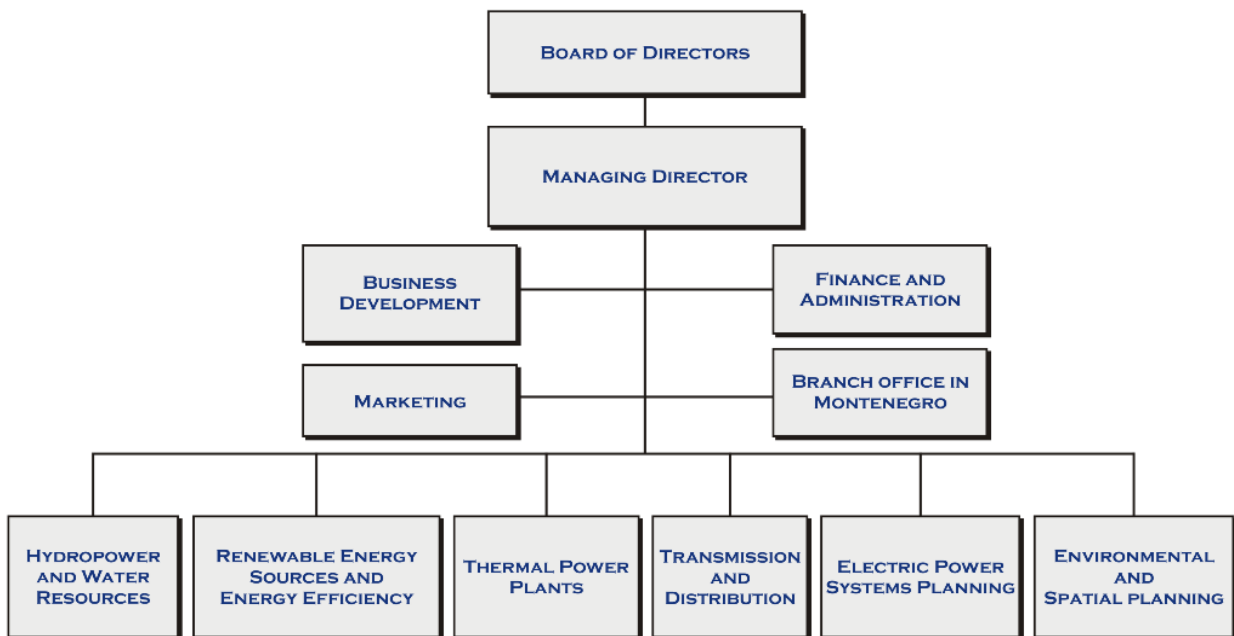 Board of Directors
Managing Director
Business
Development
Finance and
Administration
Marketing
Branch office in
Montenegro
Hydropower
and Water
Resources
Renewable Energy
Sources and
Energy Efficiency
Thermal Power
Plants
Transmission
and
Distribution
Electric Power
Systems Planning
Environmental
and
Spatial planning